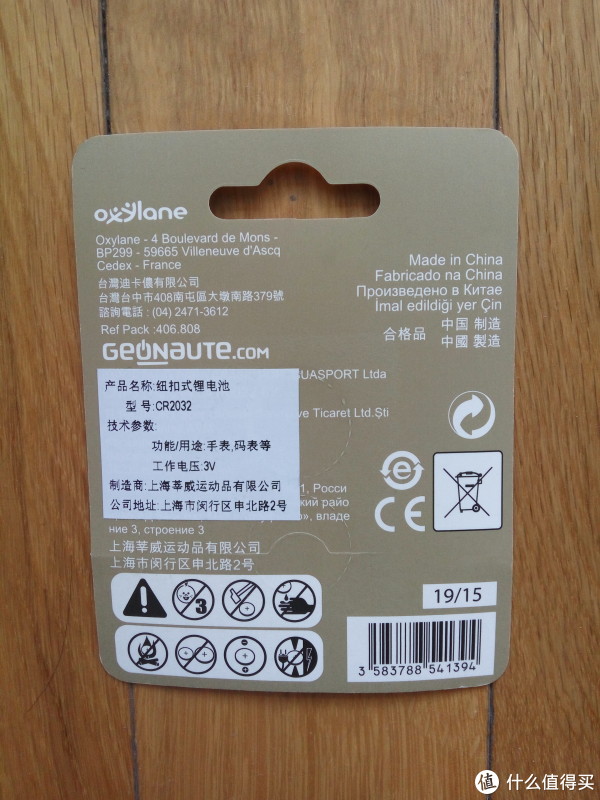 oxylane
Oxylane - 4 Boulevard de Mons -
BP299 - 59665 Villeneuve d'Ascq
Cedex - France
台灣迪卡儂有限公司
台灣台中市408南屯區大墩南路379號
諮詢電話 : (04) 2471-3612
Ref Pack :406.808
GEONAUTE.COM
Made in China
Fabricado na China
Произведено в Китае
İmal edildiği yer Çin
合格品
中国 制造
中國 製造
SUASPORT Ltda
ve Ticaret Ltd.Sti
产品名称:纽扣式锂电池
型 号:CR2032
技术参数:
功能/用途:手表,码表等
工作电压:3V
制造商:上海莘威运动品有限公司
公司地址:上海市闵行区申北路2号
1, Росси
ский райо
», владе
ние 3, строение 3
上海莘威运动品有限公司
上海市闵行区申北路2号
e
CE
3
19/15
3 583788 541394
值 什么值得买